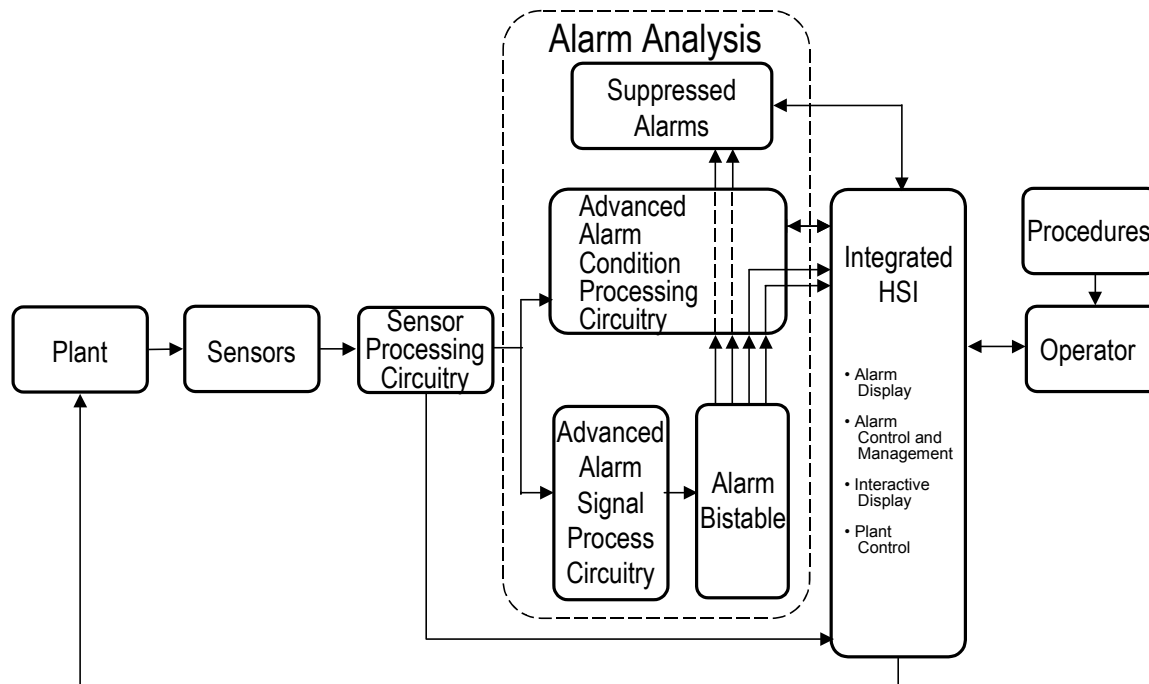 Alarm Analysis
Suppressed
Alarms
Advanced
Alarm
Condition
Processing
Circuitry
Integrated
HSI
• Alarm
Display
• Alarm
Control and
Management
• Interactive
Display
• Plant
Control
Procedures
Operator
Plant
Sensors
Sensor
Processing
Circuitry
Advanced
Alarm
Signal
Process
Circuitry
Alarm
Bistable